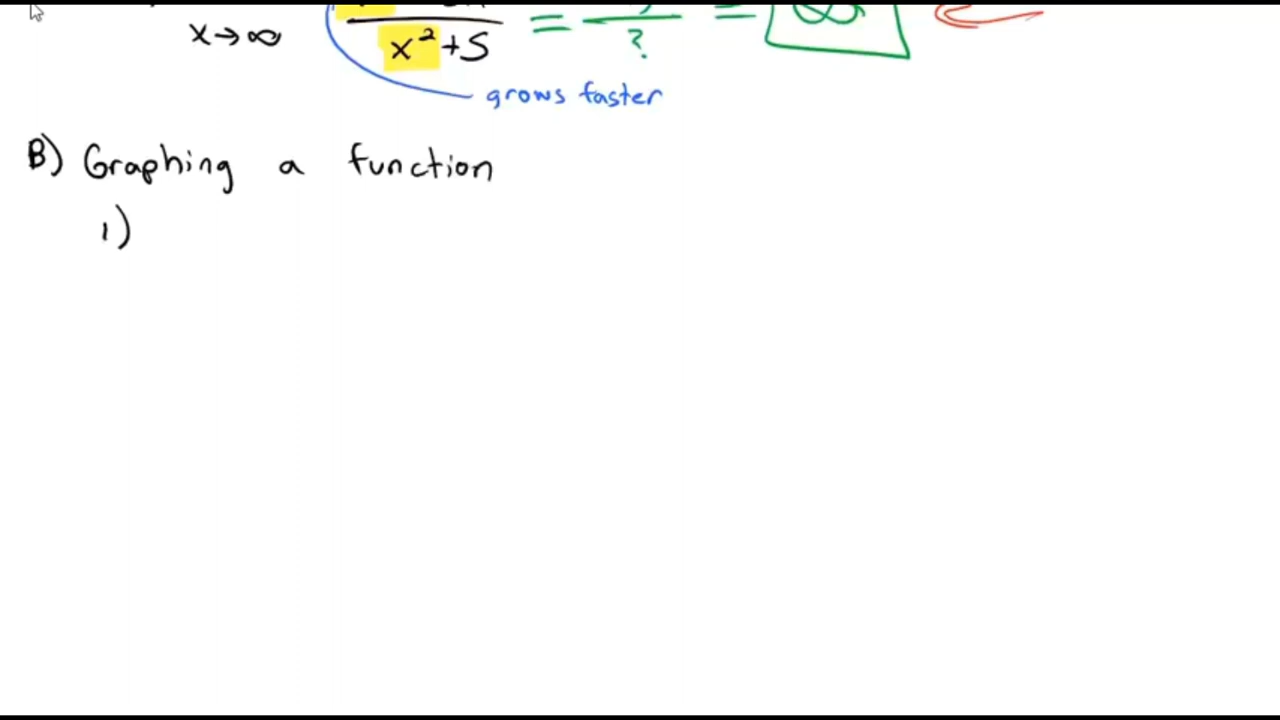 x→∞ x²+5 = ? = ∞
grows faster
B) Graphing a function
1)